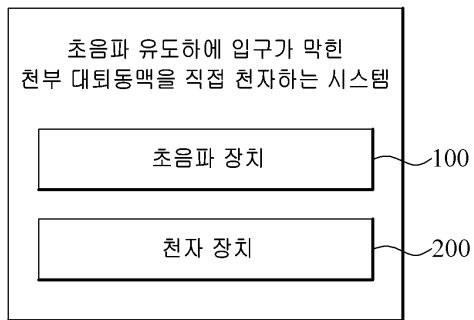 초음파 유도하에 입구가 막힌
천부 대퇴동맥을 직접 천자하는 시스템
초음파 장치
100
천자 장치
200